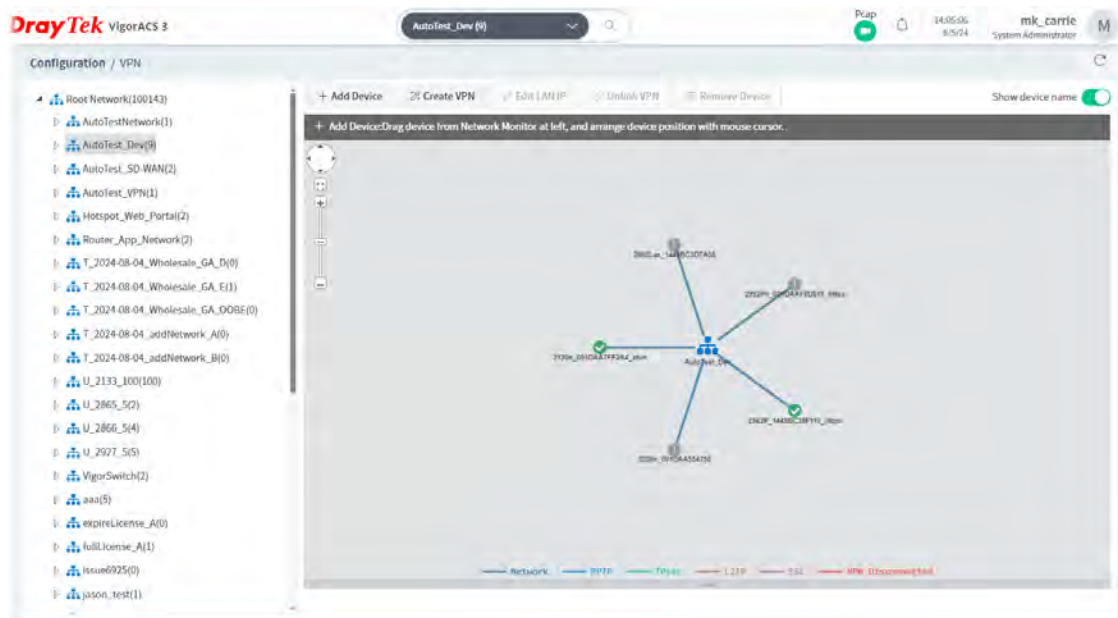 DrayTek VigorACS 3
AutoTest_Dev (9)
Pcap
14:05:06
8/5/24
mk_carrie
System Administrator
M
Configuration / VPN
Root Network(100143)
AutoTestNetwork(1)
AutoTest_Dev(9)
AutoTest_SD-WAN(2)
AutoTest_VPN(1)
Hotspot_Web_Portal(2)
Router_App_Network(2)
T_2024-08-04_Wholesale_GA_D(0)
T_2024-08-04_Wholesale_GA_E(1)
T_2024-08-04_Wholesale_GA_OOBE(0)
T_2024-08-04_addNetwork_A(0)
T_2024-08-04_addNetwork_B(0)
U_2133_100(100)
U_2865_5(2)
U_2866_5(4)
U_2927_5(5)
VigorSwitch(2)
aaa(5)
expireLicense_A(0)
fullLicense_A(1)
issue6925(0)
jason_test(1)
+ Add Device
Create VPN
Edit LAN IP
Unlink VPN
Remove Device
Show device name
+ Add Device:Drag device from Network Monitor at left, and arrange device position with mouse cursor.
AutoTest_Dev
Network
PPTP
IPsec
L2TP
SSL
VPN Disconnected